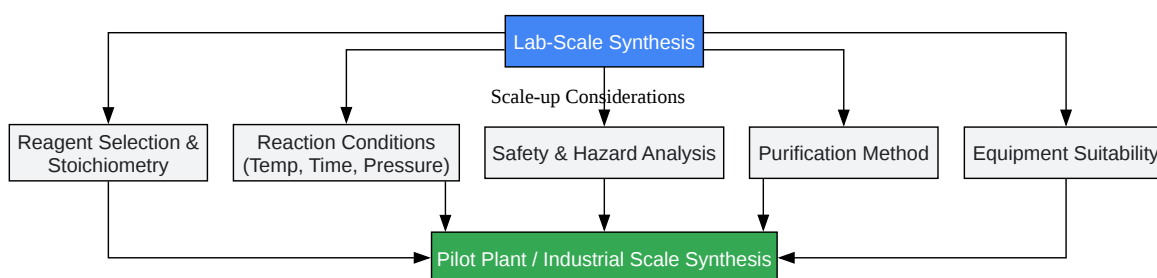 Lab-Scale Synthesis
Scale-up Considerations
Reagent Selection &
Stoichiometry
Reaction Conditions
(Temp, Time, Pressure)
Safety & Hazard Analysis
Purification Method
Equipment Suitability
Pilot Plant / Industrial Scale Synthesis